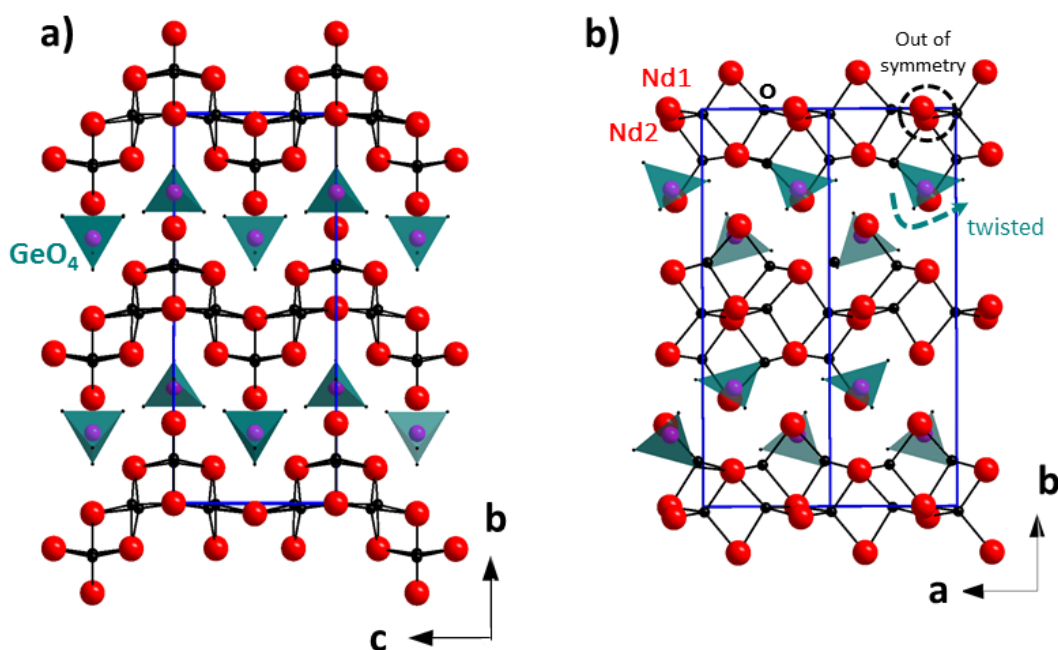 a)
GeO₄
b
c
b)
Out of
symmetry
Nd1
o
Nd2
twisted
b
a